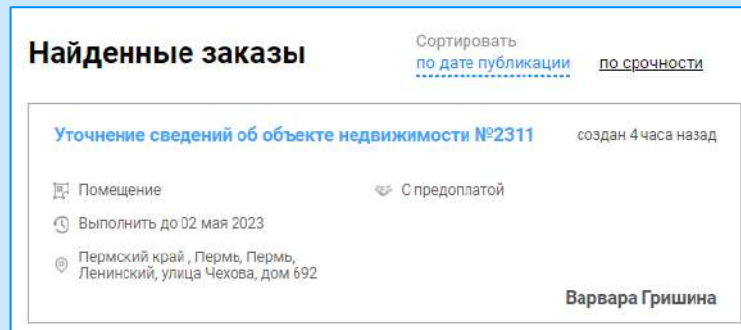 Найденные заказы
Сортировать
по дате публикации по срочности
Уточнение сведений об объекте недвижимости №2311 создан 4 часа назад
Помещение С предоплатой
Выполнить до 02 мая 2023
Пермский край , Пермь, Пермь,
Ленинский, улица Чехова, дом 692
Варвара Гришина